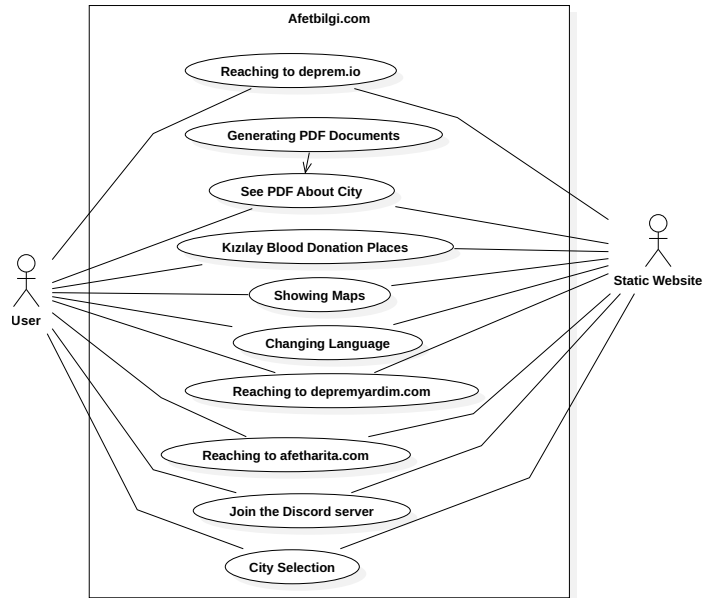 Afetbilgi.com
Reaching to deprem.io
Generating PDF Documents
See PDF About City
Kızılay Blood Donation Places
Showing Maps
Changing Language
Reaching to depremyardim.com
Reaching to afetharita.com
Join the Discord server
City Selection
User
Static Website